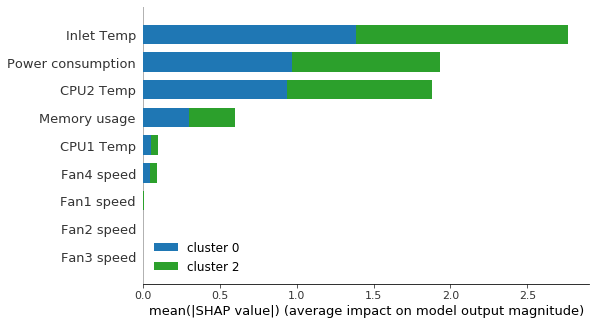 Inlet Temp
Power consumption
CPU2 Temp
Memory usage
CPU1 Temp
Fan4 speed
Fan1 speed
Fan2 speed
Fan3 speed
cluster 0
cluster 2
0.0 0.5 1.0 1.5 2.0 2.5
mean(|SHAP value|) (average impact on model output magnitude)